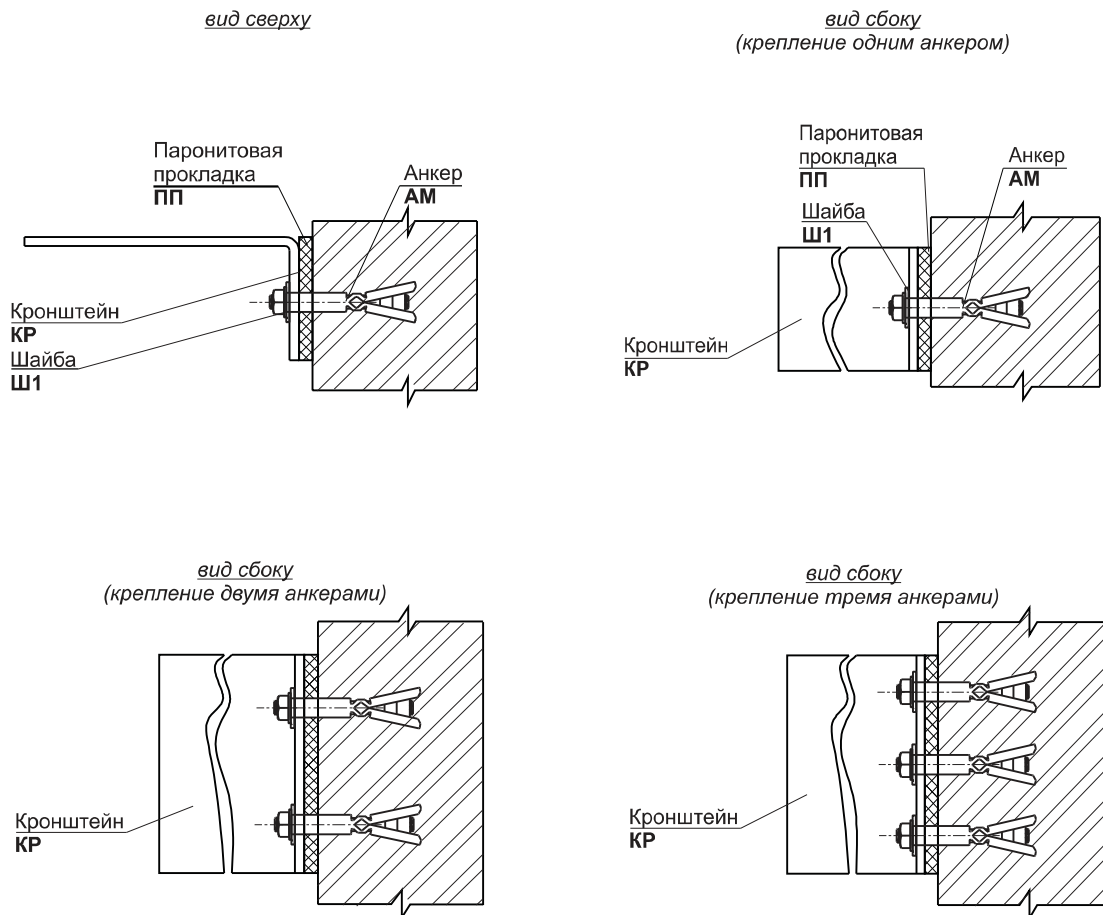 вид сверху
Паронитовая
прокладка
ПП
Анкер
АМ
Кронштейн
КР
Шайба
Ш1
вид сбоку
(крепление одним анкером)
Паронитовая
прокладка
ПП
Анкер
АМ
Шайба
Ш1
Кронштейн
КР
вид сбоку
(крепление двумя анкерами)
Кронштейн
КР
вид сбоку
(крепление тремя анкерами)
Кронштейн
КР